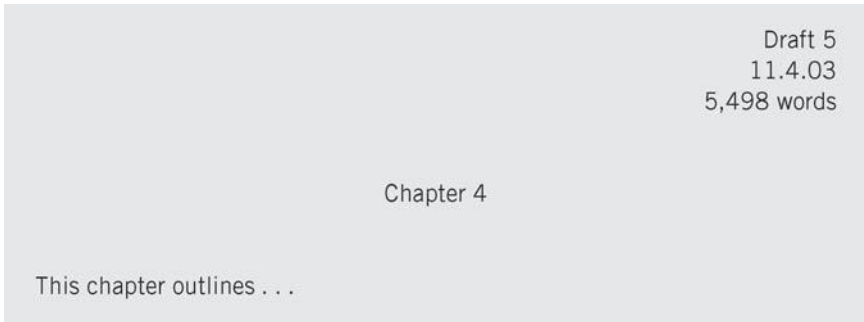 Draft 5
11.4.03
5,498 words
Chapter 4
This chapter outlines . . .